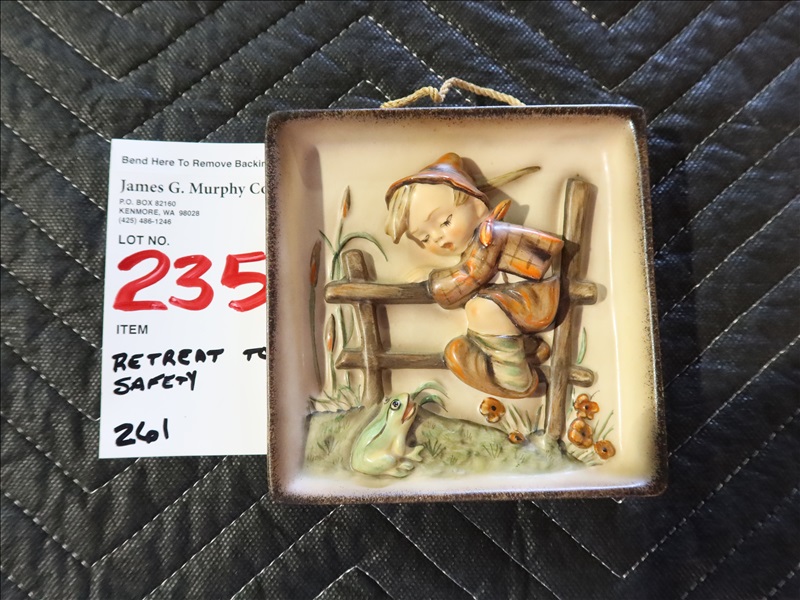 Bend Here To Remove Backin
James G. Murphy Co
P.O. BOX 82160
KENMORE, WA 98028
(425) 486-1246
LOT NO.
235
ITEM
RETREAT TO
SAFETY
261